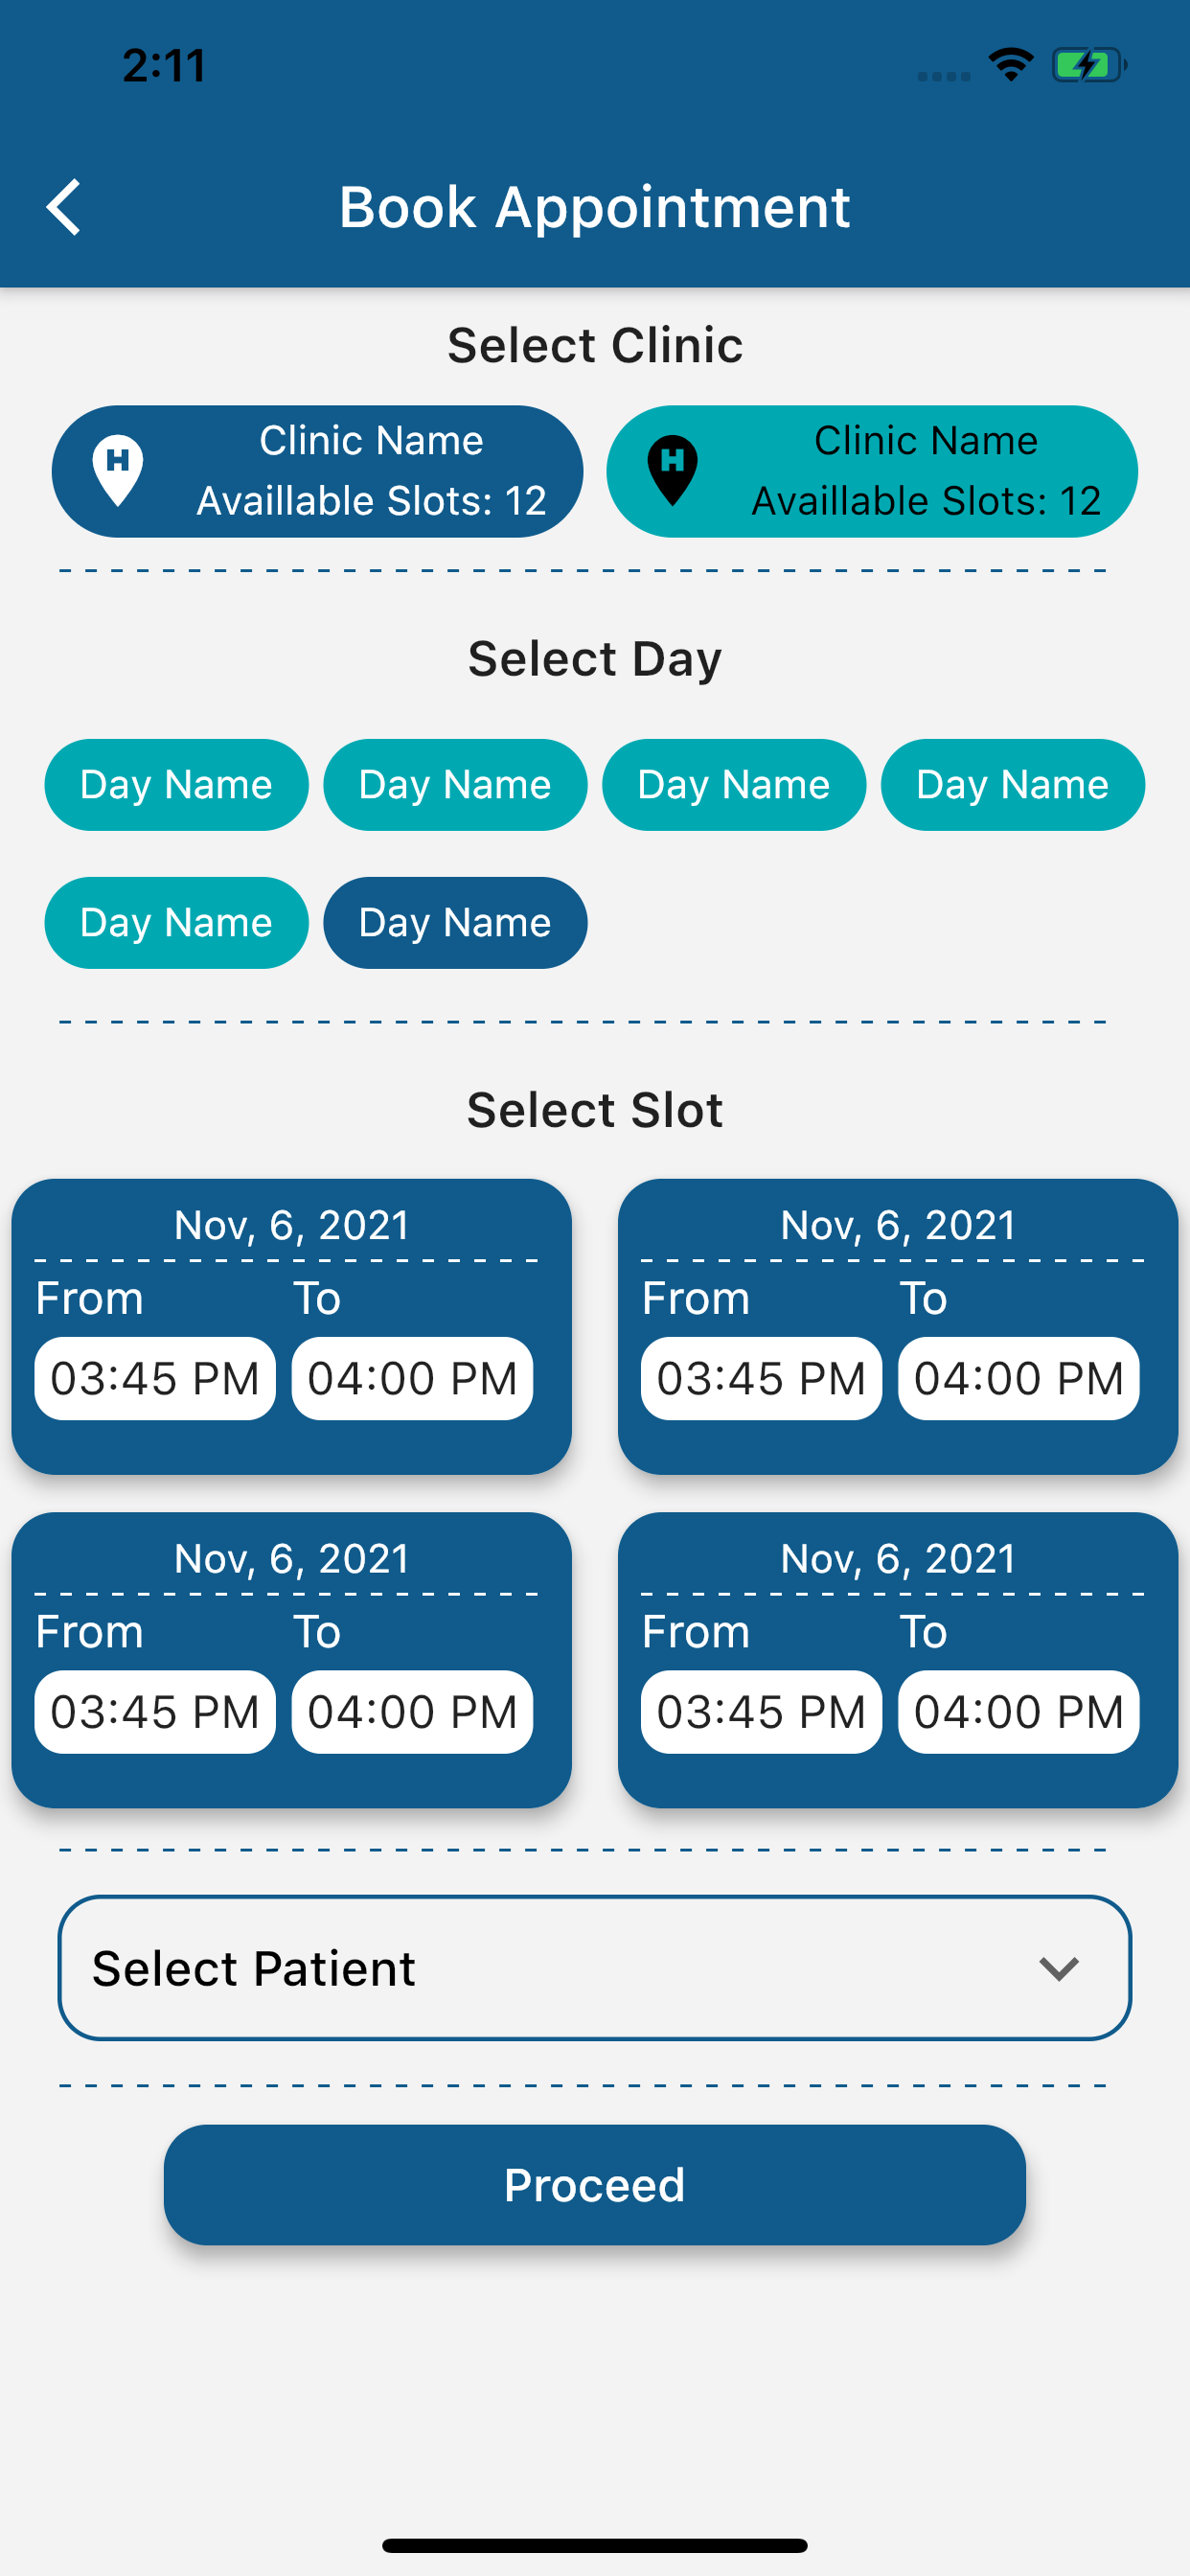 2:11
Book Appointment
Select Clinic
H Clinic Name
Availlable Slots: 12
H Clinic Name
Availlable Slots: 12
Select Day
Day Name Day Name Day Name Day Name
Day Name Day Name
Select Slot
Nov, 6, 2021
From To
03:45 PM 04:00 PM
Nov, 6, 2021
From To
03:45 PM 04:00 PM
Nov, 6, 2021
From To
03:45 PM 04:00 PM
Nov, 6, 2021
From To
03:45 PM 04:00 PM
Select Patient
Proceed